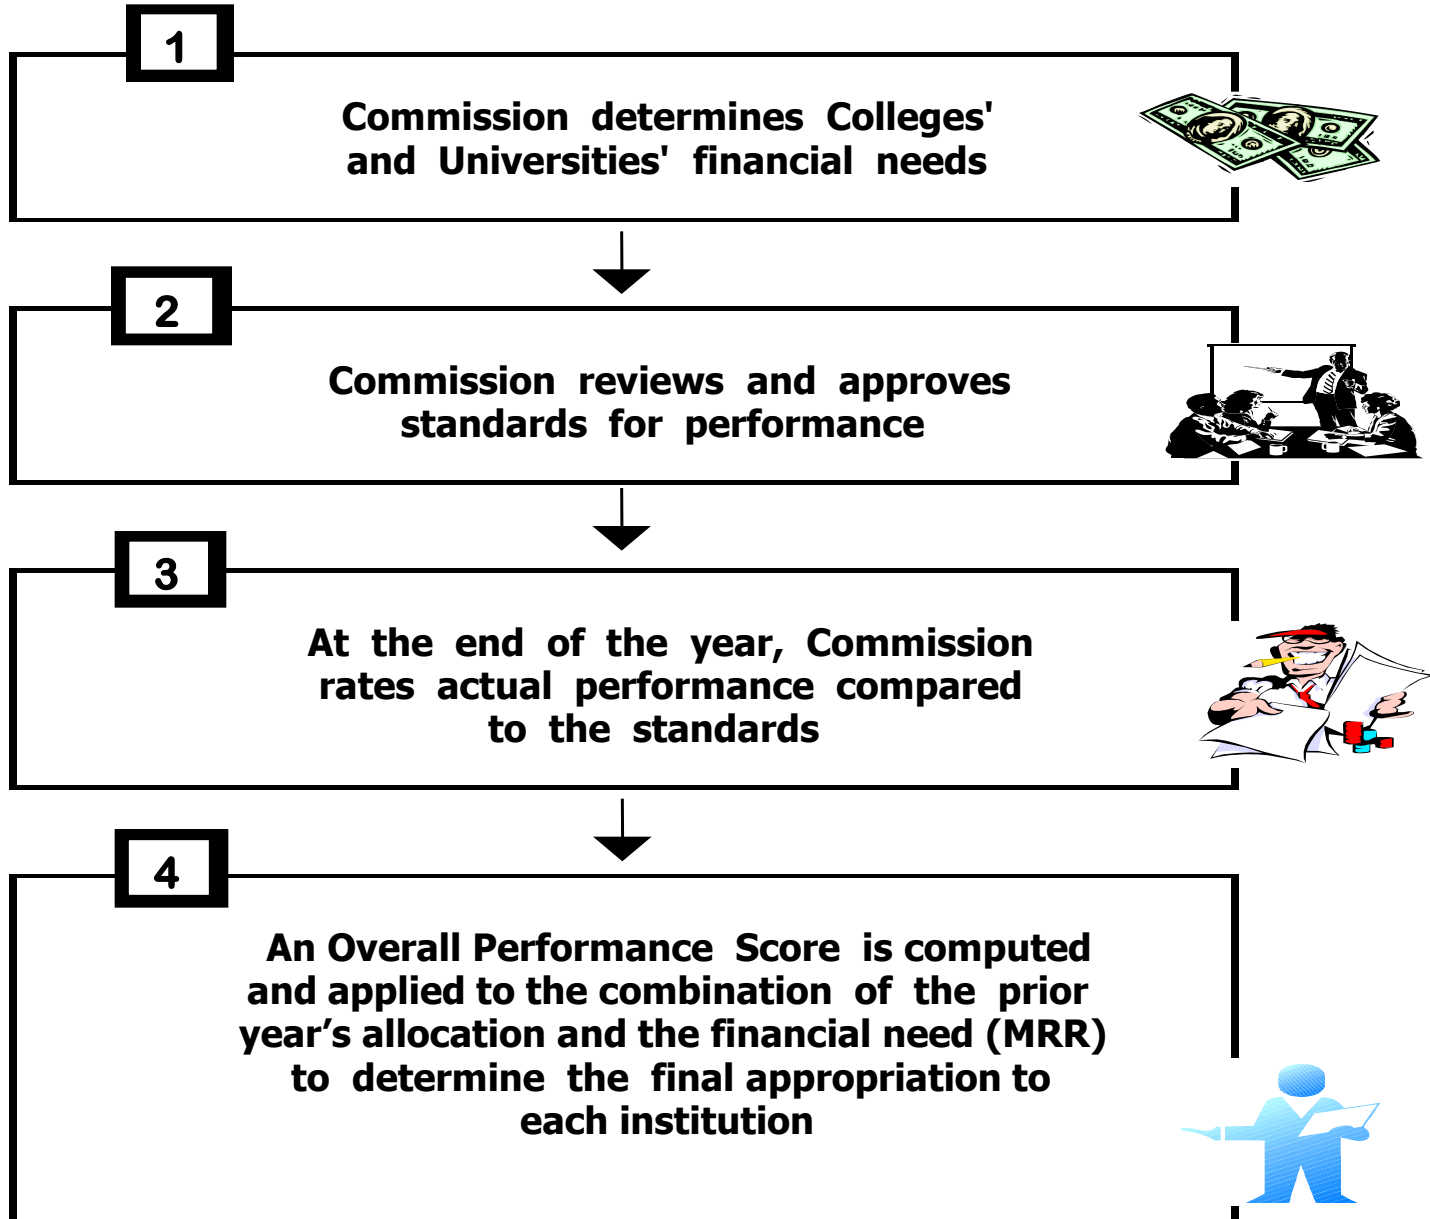 1
Commission determines Colleges'
and Universities' financial needs
2
Commission reviews and approves
standards for performance
3
At the end of the year, Commission
rates actual performance compared
to the standards
4
An Overall Performance Score is computed
and applied to the combination of the prior
year’s allocation and the financial need (MRR)
to determine the final appropriation to
each institution